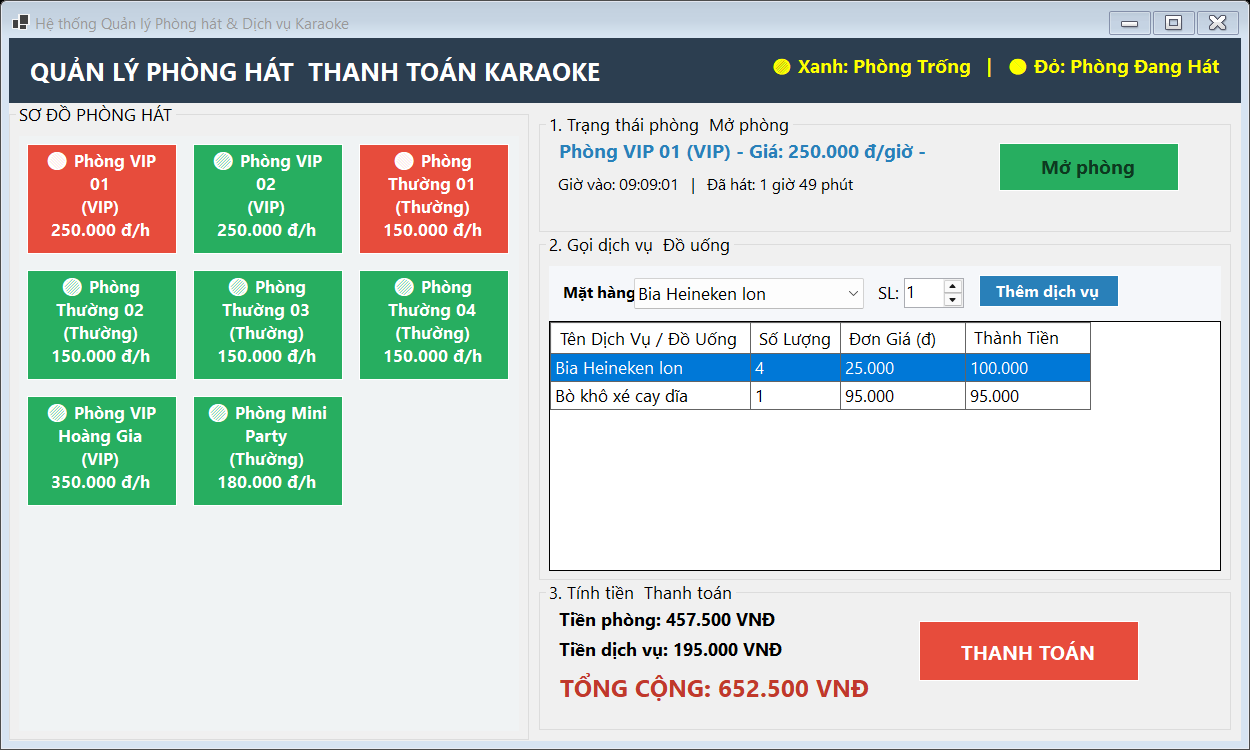 Hệ thống Quản lý Phòng hát & Dịch vụ Karaoke
QUẢN LÝ PHÒNG HÁT  THANH TOÁN KARAOKE
Xanh: Phòng Trống | Đỏ: Phòng Đang Hát
SƠ ĐỒ PHÒNG HÁT
Phòng VIP
01
(VIP)
250.000 đ/h
Phòng VIP
02
(VIP)
250.000 đ/h
Phòng
Thường 01
(Thường)
150.000 đ/h
Phòng
Thường 02
(Thường)
150.000 đ/h
Phòng
Thường 03
(Thường)
150.000 đ/h
Phòng
Thường 04
(Thường)
150.000 đ/h
Phòng VIP
Hoàng Gia
(VIP)
350.000 đ/h
Phòng Mini
Party
(Thường)
180.000 đ/h
1. Trạng thái phòng  Mở phòng
Phòng VIP 01 (VIP) - Giá: 250.000 đ/giờ -
Giờ vào: 09:09:01 | Đã hát: 1 giờ 49 phút
Mở phòng
2. Gọi dịch vụ  Đồ uống
Mặt hàng Bia Heineken lon SL: 1 Thêm dịch vụ
Tên Dịch Vụ / Đồ Uống Số Lượng Đơn Giá (đ) Thành Tiền
Bia Heineken lon 4 25.000 100.000
Bò khô xé cay dĩa 1 95.000 95.000
3. Tính tiền  Thanh toán
Tiền phòng: 457.500 VNĐ
Tiền dịch vụ: 195.000 VNĐ
TỔNG CỘNG: 652.500 VNĐ
THANH TOÁN